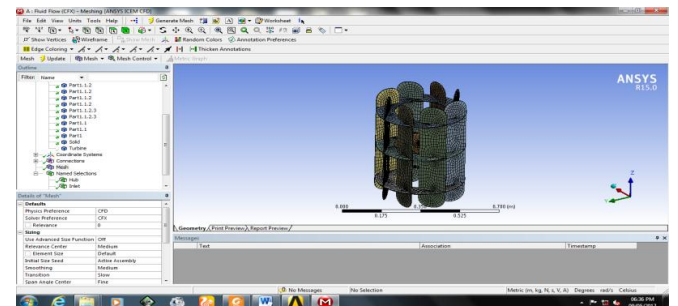 A : Fluid Flow (CFX) - Meshing [ANSYS ICEM CFD]
File Edit View Units Tools Help Generate Mesh Worksheet
Show Vertices Wireframe Show Mesh Random Colors Annotation Preferences
Edge Coloring Thicken Annotations
Mesh Update Mesh Mesh Control Metric Graph
Outline
Filter: Name
Part1.1.2
Part1.1.2
Part1.1.2
Part1.1.2
Part1.1.2.3
Part1.1.2.3
Part1.1
Part1.1
Part1
Solid
Turbine
Coordinate Systems
Connections
Mesh
Named Selections
Hub
Inlet
Details of "Mesh"
Defaults
Physics Preference CFD
Solver Preference CFX
Relevance 0
Sizing
Use Advanced Size Function Off
Relevance Center Medium
Element Size Default
Initial Size Seed Active Assembly
Smoothing Medium
Transition Slow
Span Angle Center Fine
ANSYS
R15.0
Z
Y
0.000 0.350 0.700 (m)
0.175 0.525
Geometry Print Preview Report Preview
Messages
Text Association Timestamp
No Messages No Selection Metric (m, kg, N, s, V, A) Degrees rad/s Celsius
06:36 PM